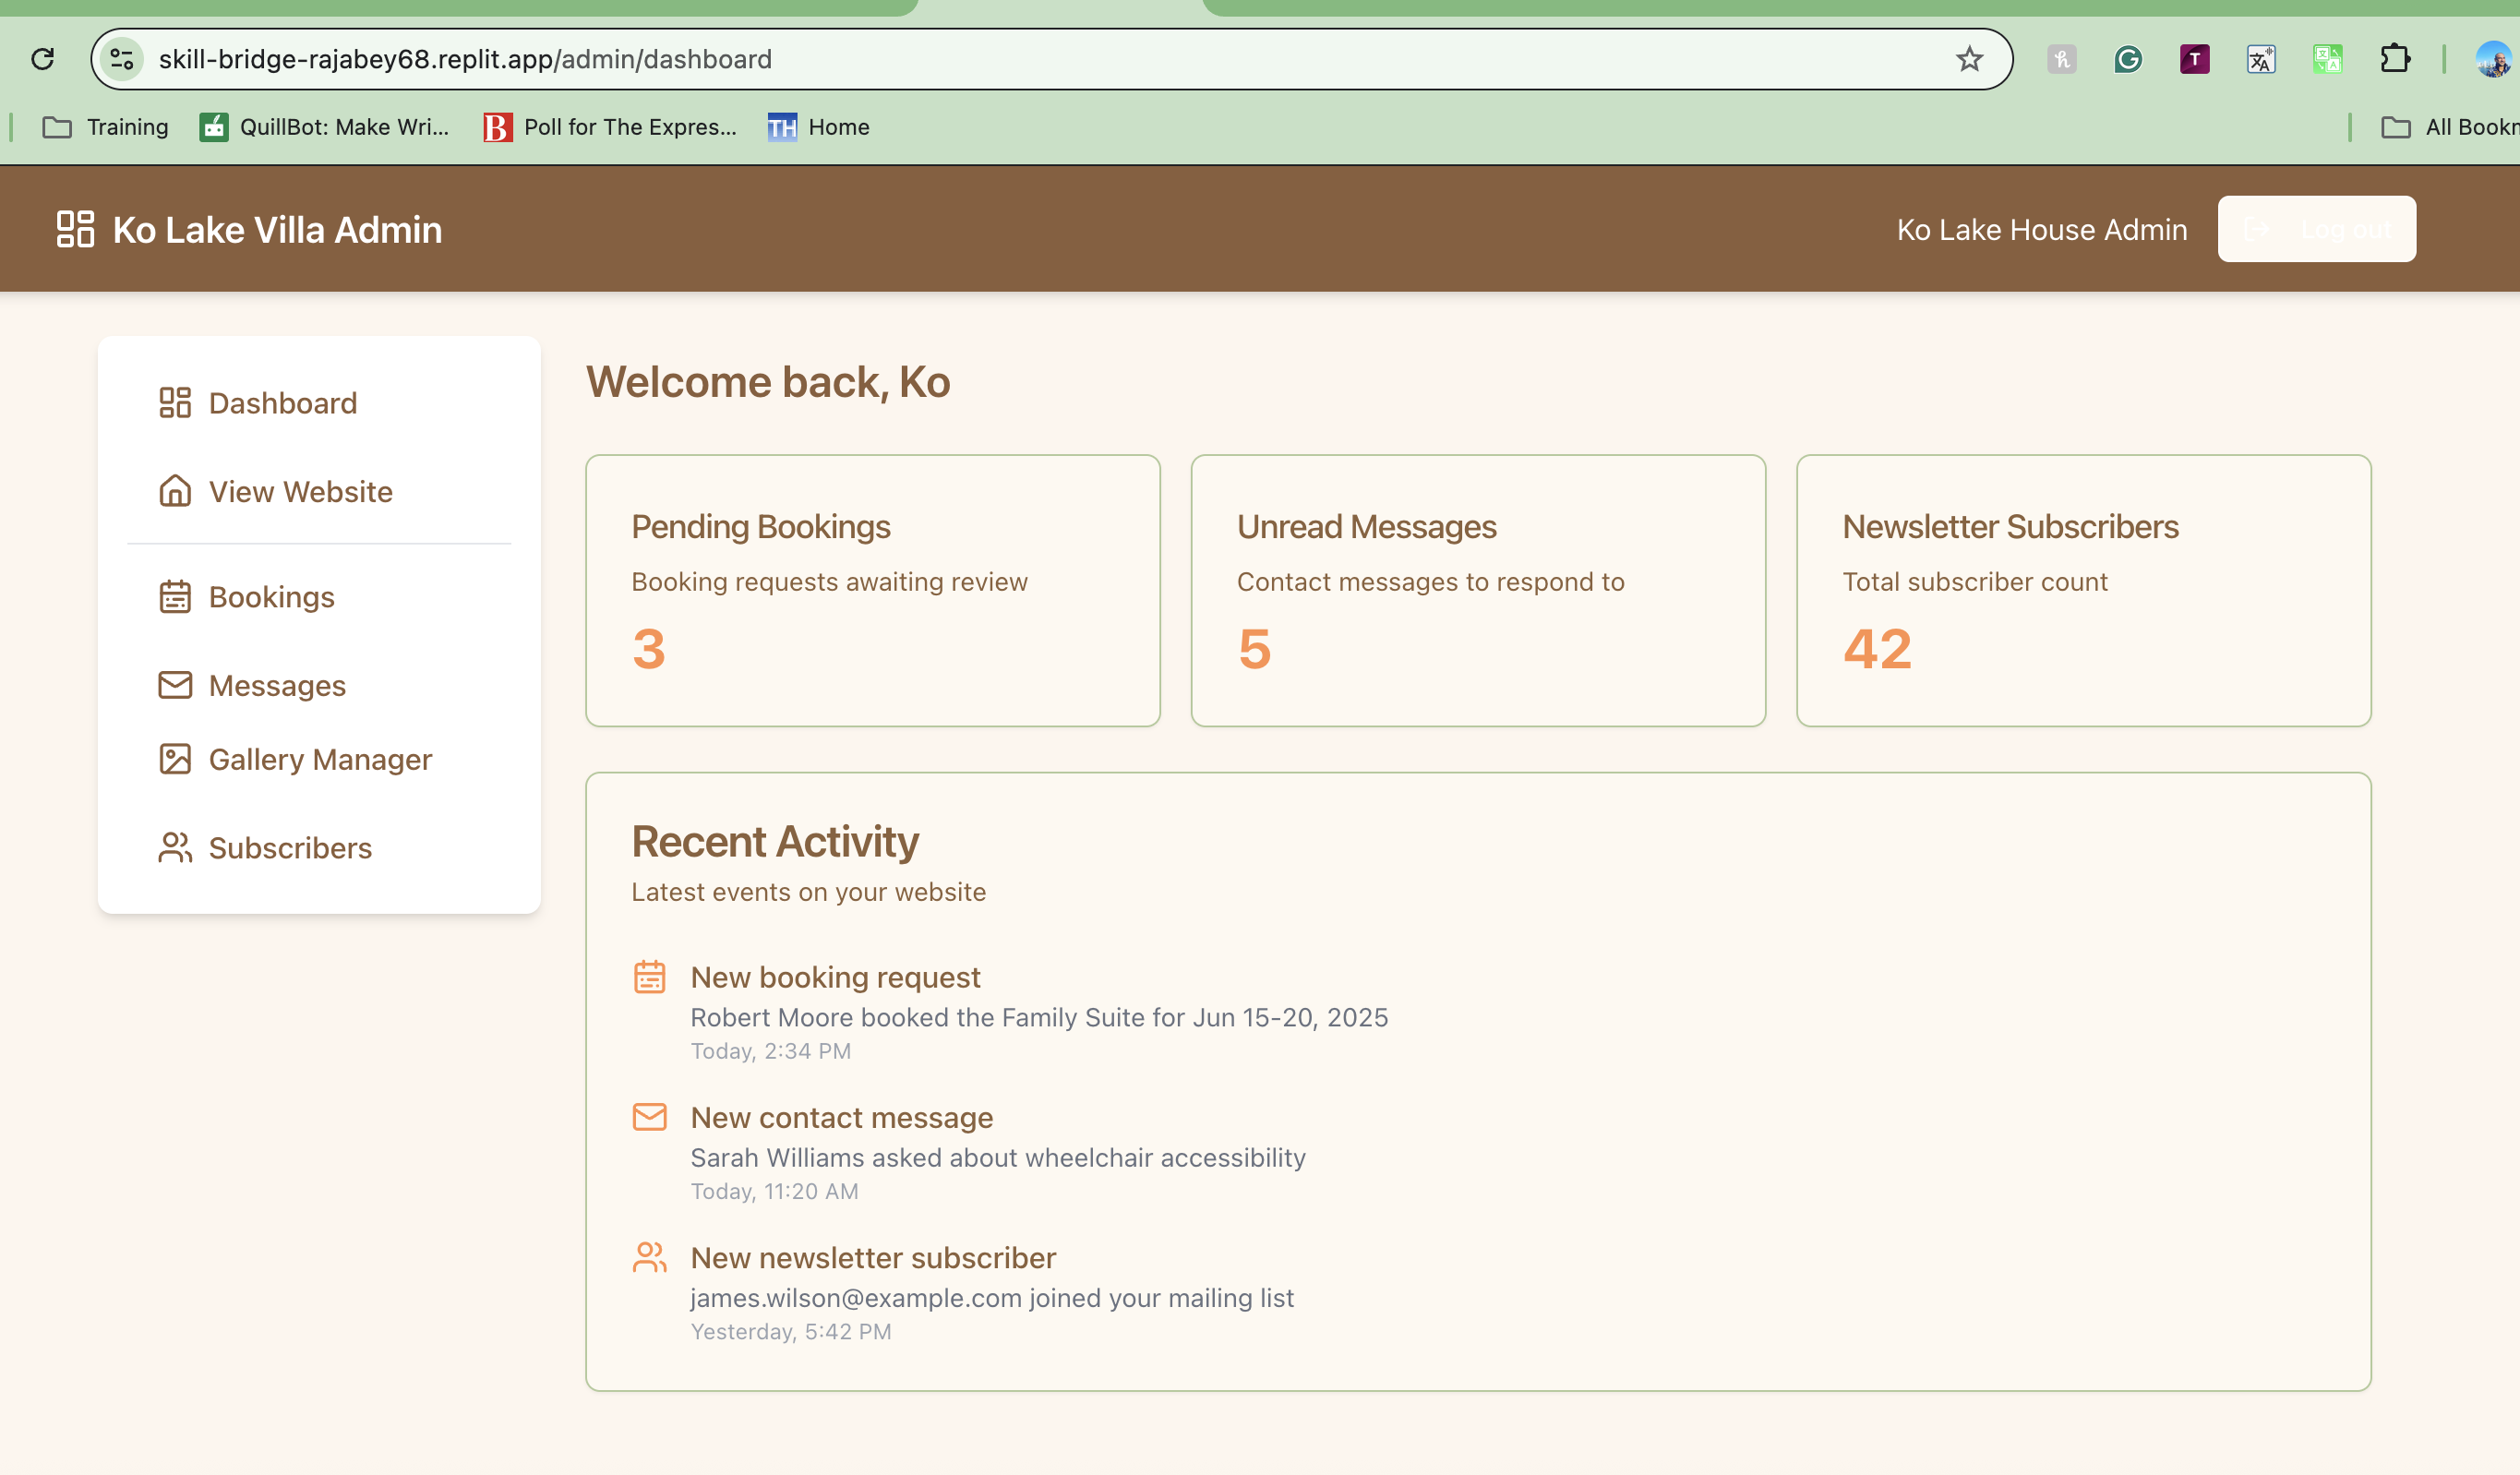 skill-bridge-rajabey68.replit.app/admin/dashboard
Training
QuillBot: Make Wri...
Poll for The Expres...
TH Home
Ko Lake Villa Admin
Ko Lake House Admin
Log out
Dashboard
View Website
Bookings
Messages
Gallery Manager
Subscribers
Welcome back, Ko
Pending Bookings
Booking requests awaiting review
3
Unread Messages
Contact messages to respond to
5
Newsletter Subscribers
Total subscriber count
42
Recent Activity
Latest events on your website
New booking request
Robert Moore booked the Family Suite for Jun 15-20, 2025
Today, 2:34 PM
New contact message
Sarah Williams asked about wheelchair accessibility
Today, 11:20 AM
New newsletter subscriber
james.wilson@example.com joined your mailing list
Yesterday, 5:42 PM